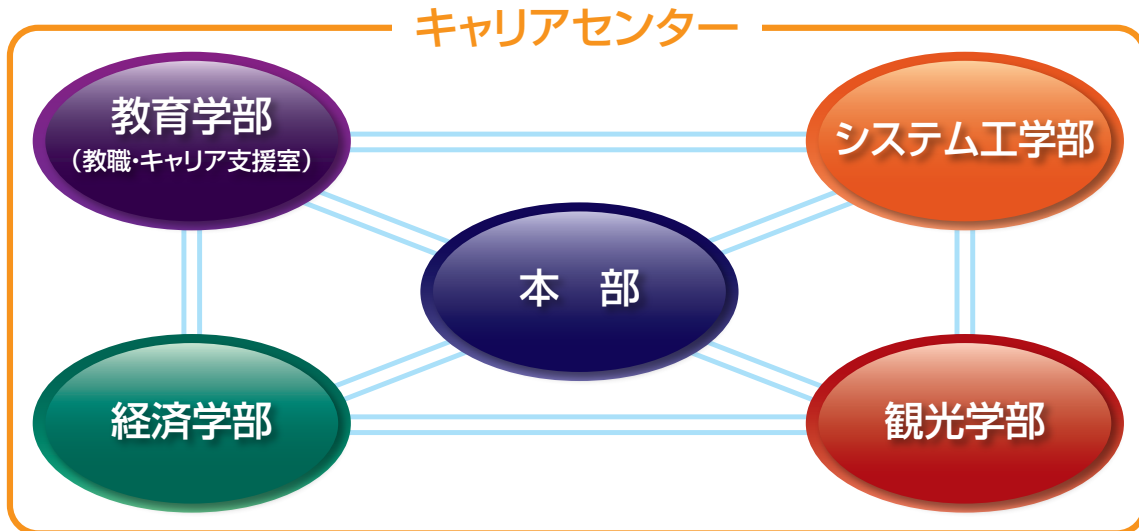 キャリアセンター
教育学部
（教職・キャリア支援室）
システム工学部
本　部
経済学部
観光学部